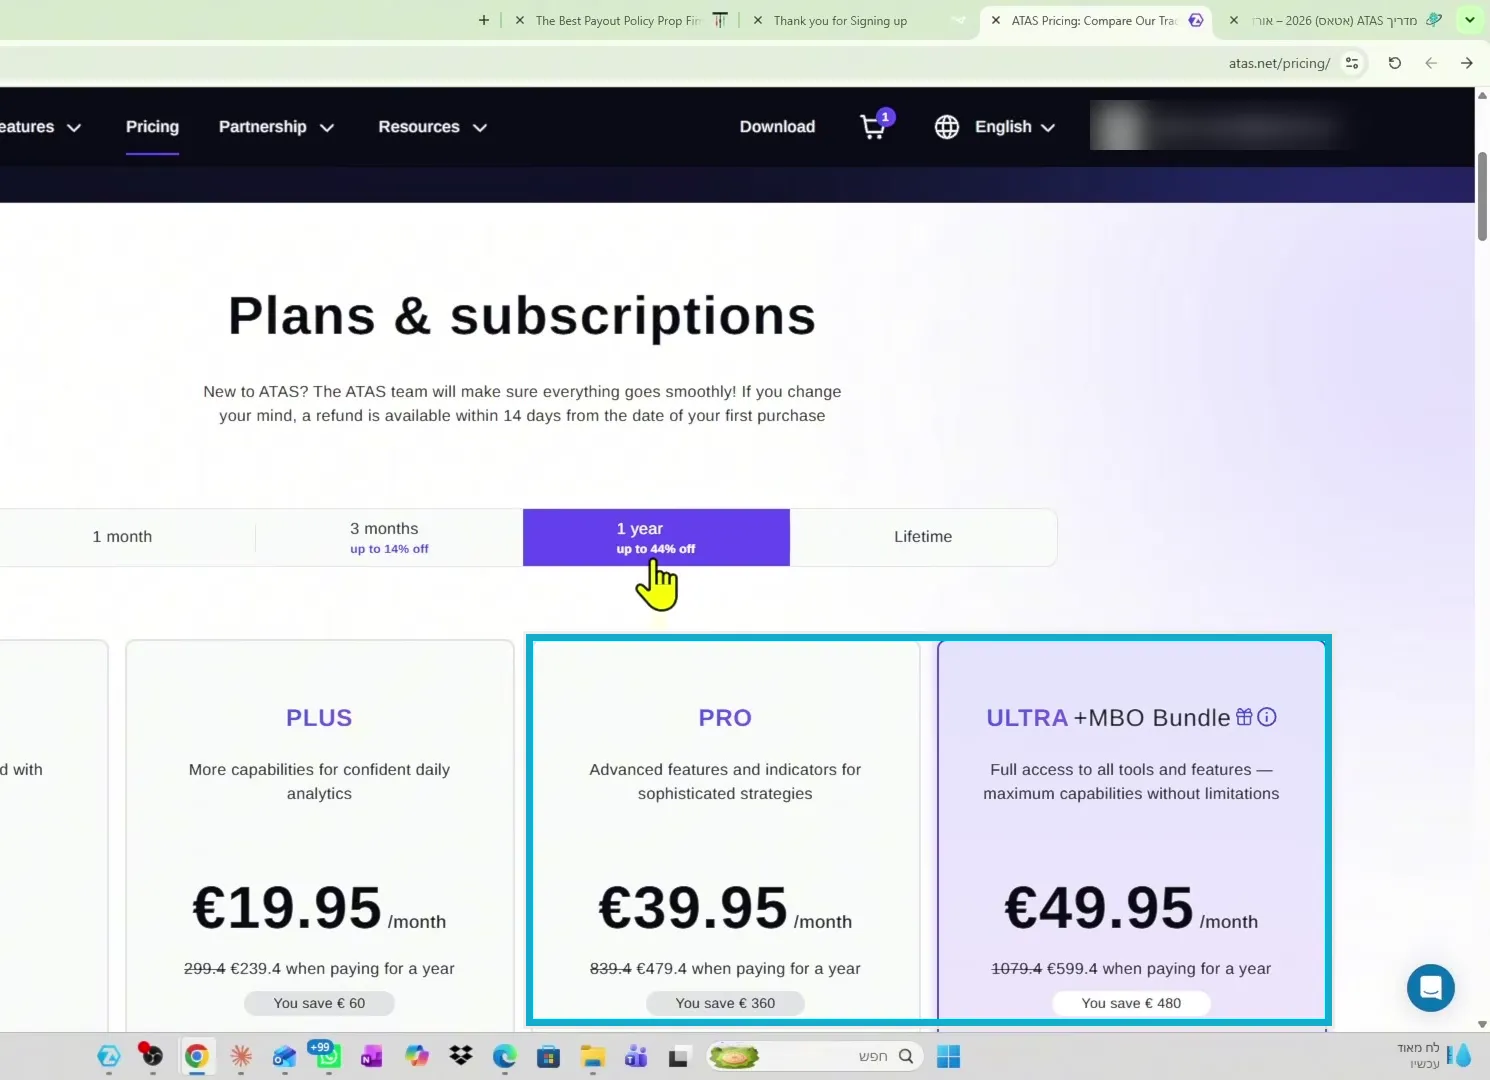 The Best Payout Policy Prop Fir
Thank you for Signing up
ATAS Pricing: Compare Our Trac
מדריך ATAS (אטאס) 2026 – אורו
atas.net/pricing/
eatures
Pricing
Partnership
Resources
Download
1
English
Plans & subscriptions
New to ATAS? The ATAS team will make sure everything goes smoothly! If you change
your mind, a refund is available within 14 days from the date of your first purchase
1 month
3 months
up to 14% off
1 year
up to 44% off
Lifetime
d with
PLUS
More capabilities for confident daily
analytics
€19.95 /month
299.4 €239.4 when paying for a year
You save € 60
PRO
Advanced features and indicators for
sophisticated strategies
€39.95 /month
839.4 €479.4 when paying for a year
You save € 360
ULTRA +MBO Bundle
Full access to all tools and features —
maximum capabilities without limitations
€49.95 /month
1079.4 €599.4 when paying for a year
You save € 480
+99
חפש
לח מאוד
עכשיו